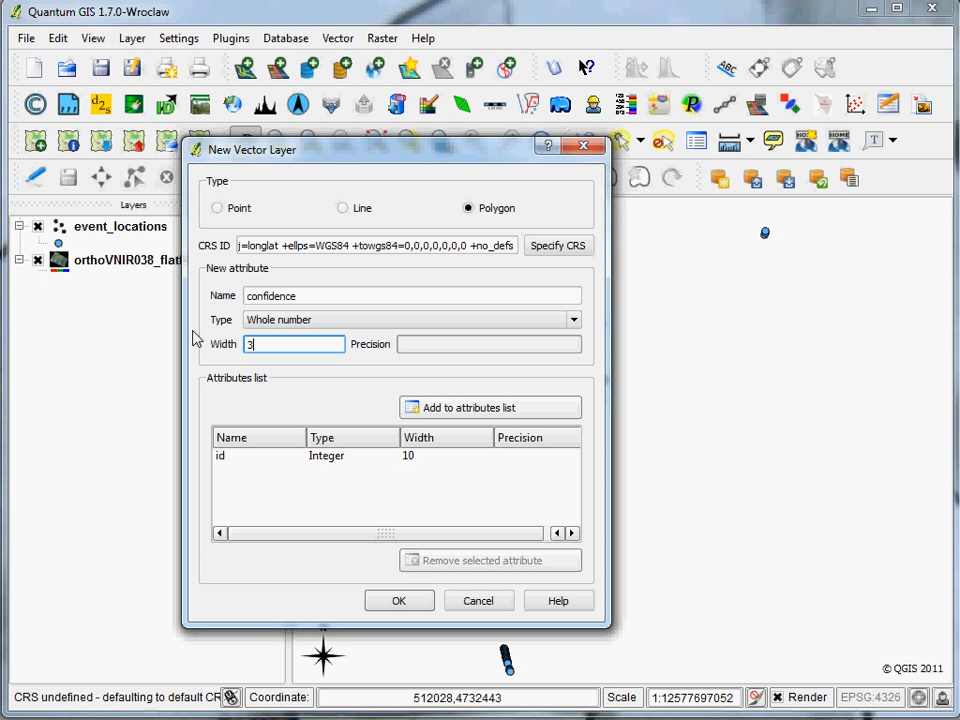 Quantum GIS 1.7.0-Wroclaw
File Edit View Layer Settings Plugins Database Vector Raster Help
New Vector Layer
Type
Point Line Polygon
Layers
event_locations
CRS ID j=longlat +ellps=WGS84 +towgs84=0,0,0,0,0,0,0 +no_defs Specify CRS
orthoVNIR038_flatt
New attribute
Name confidence
Type Whole number
Width 3 Precision
Attributes list
Add to attributes list
Name Type Width Precision
id Integer 10
Remove selected attribute
OK Cancel Help
© QGIS 2011
CRS undefined - defaulting to default CR Coordinate: 512028,4732443 Scale 1:12577697052 Render EPSG:4326